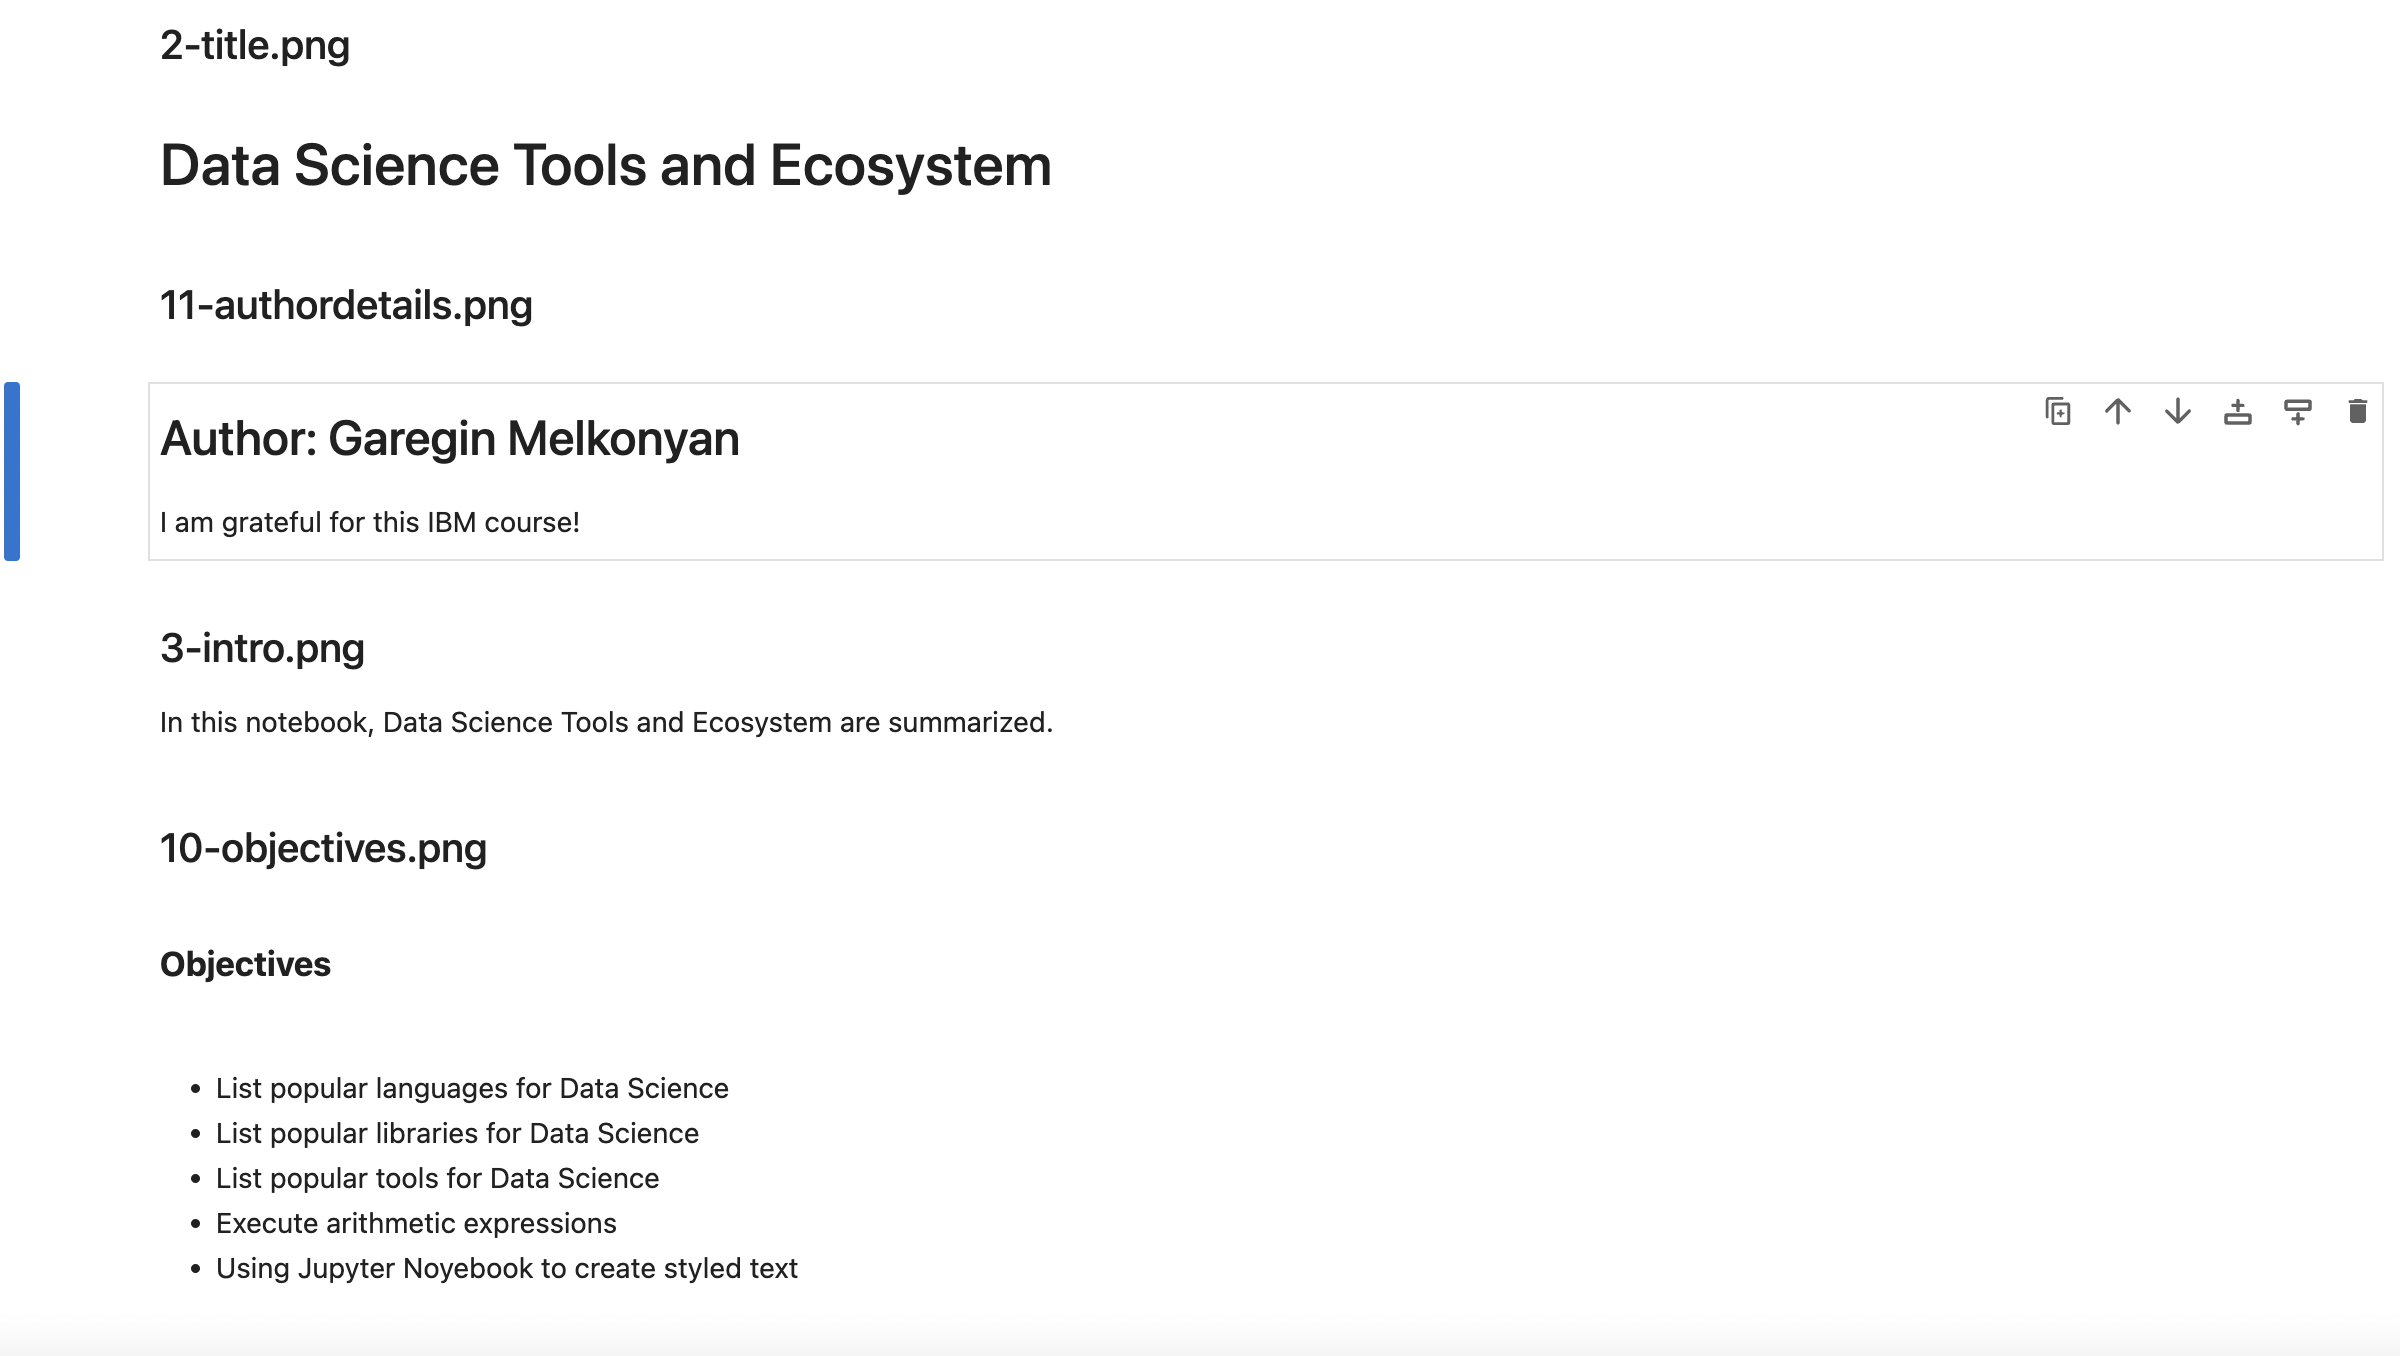 2-title.png
Data Science Tools and Ecosystem
11-authordetails.png
Author: Garegin Melkonyan
I am grateful for this IBM course!
3-intro.png
In this notebook, Data Science Tools and Ecosystem are summarized.
10-objectives.png
Objectives
• List popular languages for Data Science
• List popular libraries for Data Science
• List popular tools for Data Science
• Execute arithmetic expressions
• Using Jupyter Noyebook to create styled text